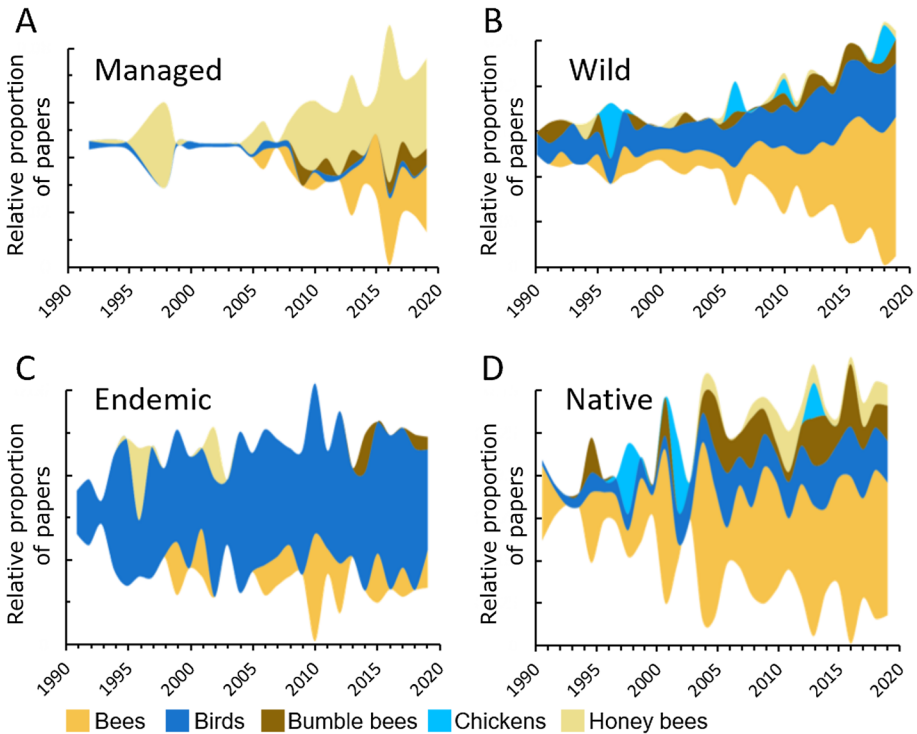 A
Managed
Relative proportion
of papers
1990
1995
2000
2005
2010
2015
2020
B
Wild
Relative proportion
of papers
1990
1995
2000
2005
2010
2015
2020
C
Endemic
Relative proportion
of papers
1990
1995
2000
2005
2010
2015
2020
D
Native
Relative proportion
of papers
1990
1995
2000
2005
2010
2015
2020
Bees Birds Bumble bees Chickens Honey bees